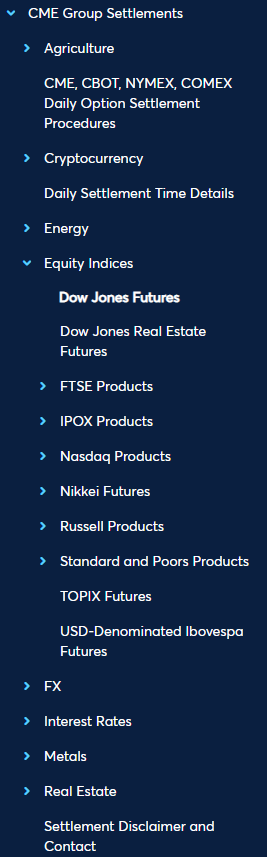 CME Group Settlements
Agriculture
CME, CBOT, NYMEX, COMEX
Daily Option Settlement
Procedures
Cryptocurrency
Daily Settlement Time Details
Energy
Equity Indices
Dow Jones Futures
Dow Jones Real Estate
Futures
FTSE Products
IPOX Products
Nasdaq Products
Nikkei Futures
Russell Products
Standard and Poors Products
TOPIX Futures
USD-Denominated Ibovespa
Futures
FX
Interest Rates
Metals
Real Estate
Settlement Disclaimer and
Contact